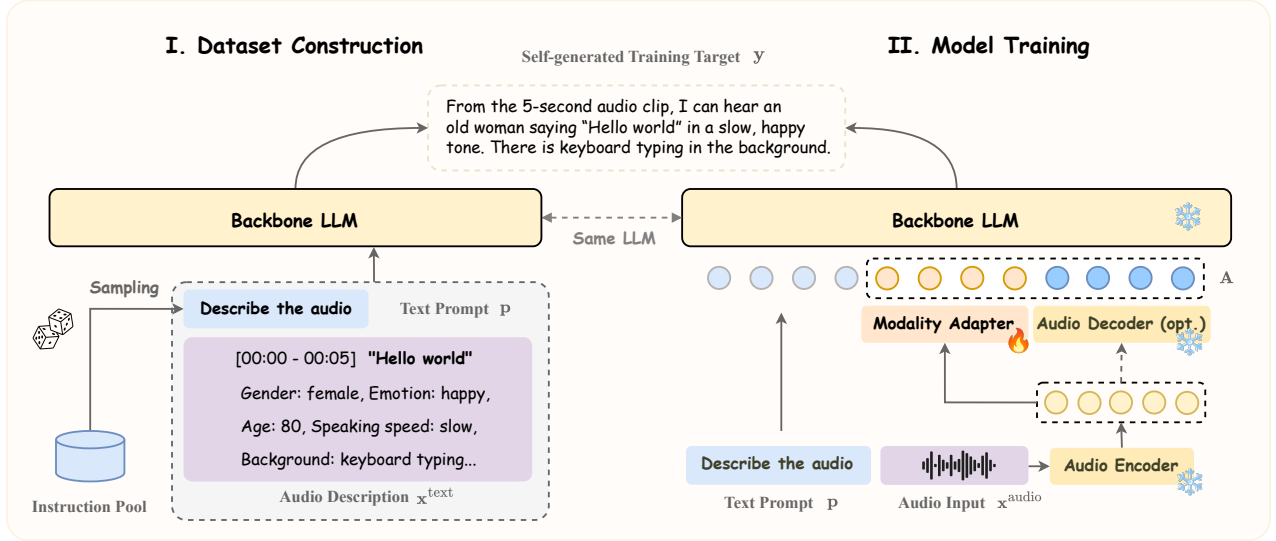 I. Dataset Construction
II. Model Training
Self-generated Training Target y
From the 5-second audio clip, I can hear an
old woman saying “Hello world” in a slow, happy
tone. There is keyboard typing in the background.
Backbone LLM
Same LLM
Backbone LLM
Sampling
Describe the audio
Text Prompt p
[00:00 - 00:05] "Hello world"
Gender: female, Emotion: happy,
Age: 80, Speaking speed: slow,
Background: keyboard typing...
Audio Description x^text
Instruction Pool
A
Modality Adapter
Audio Decoder (opt.)
Describe the audio
Audio Encoder
Text Prompt p
Audio Input x^audio